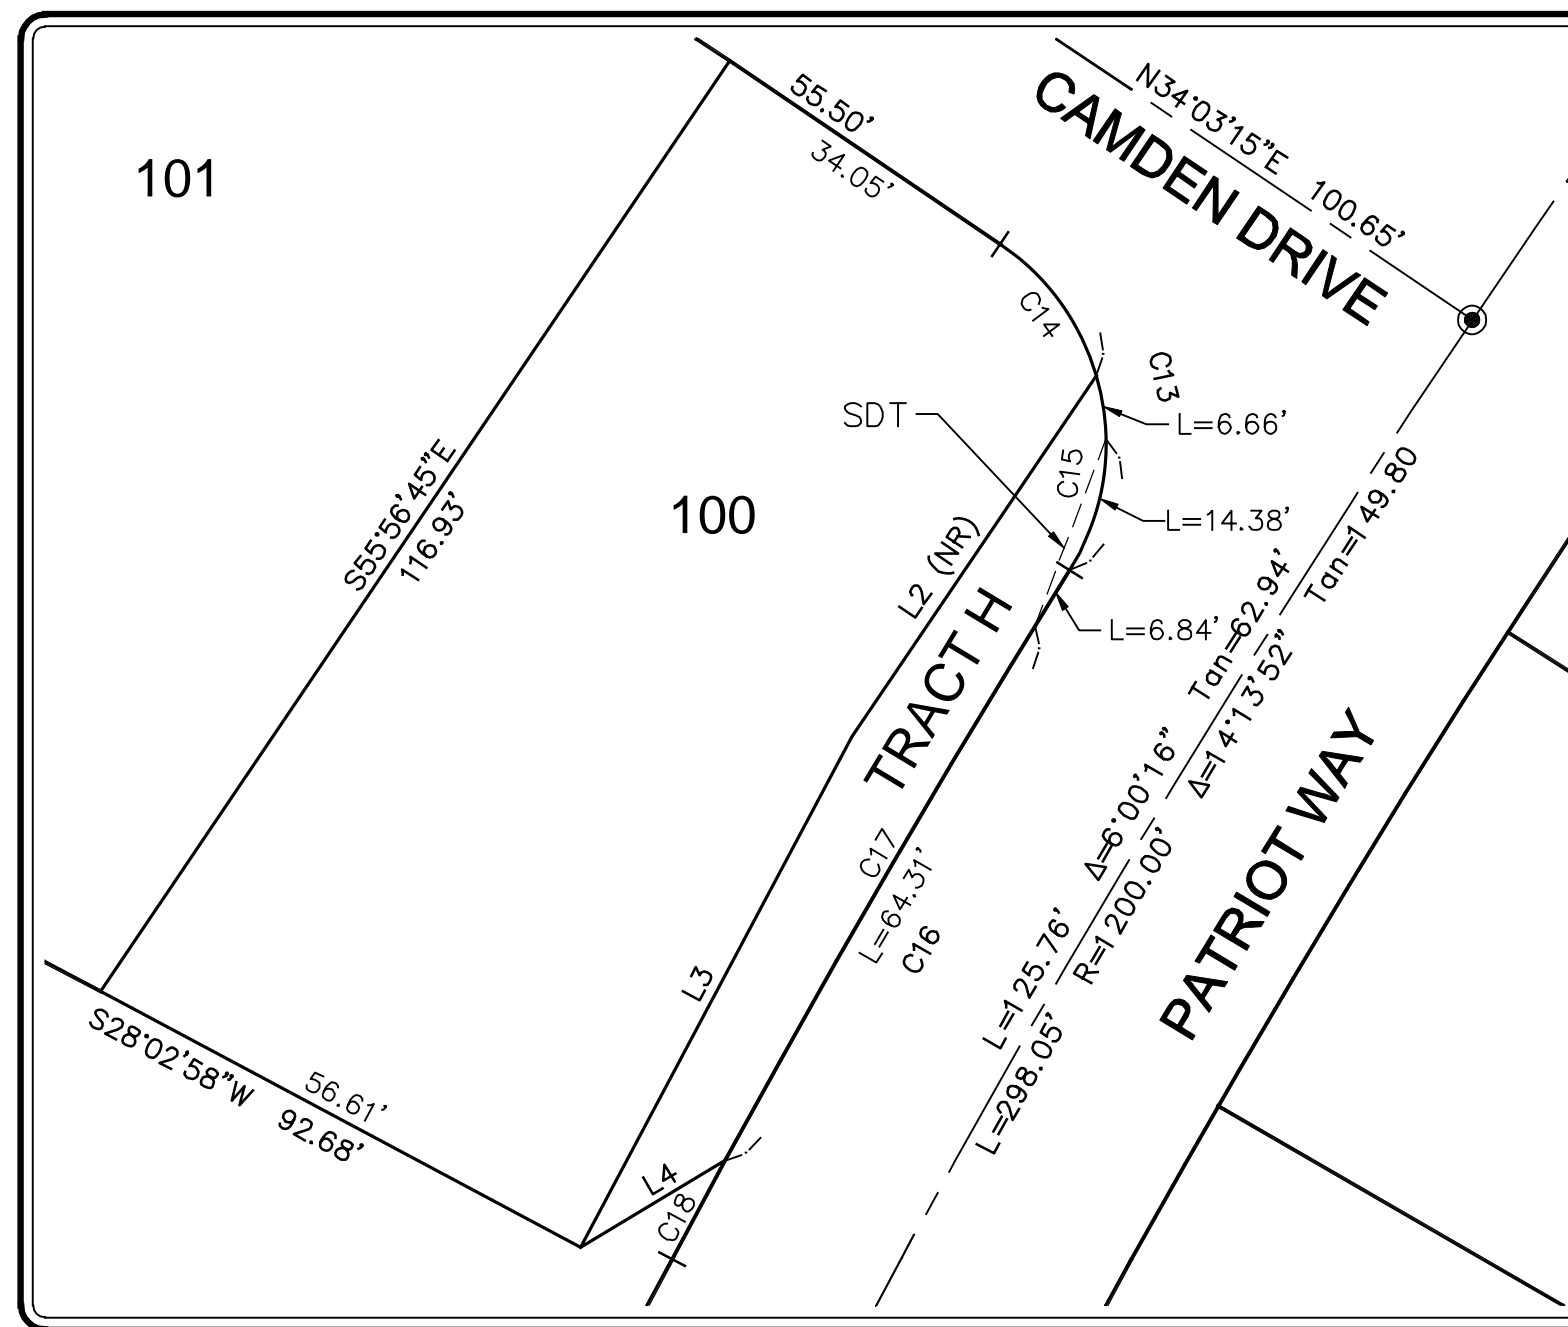 101
55.50'
34.05'
N34°03'15"E 100.65'
CAMDEN DRIVE
C14
C13
L=6.66'
SDT
C15
L=14.38'
S55°56'45"E
116.93'
100
L2 (NR)
TRACT H
L=6.84'
Tan=149.80
Tan=62.94'
Δ=14°13'52"
Δ=6°00'16"
R=1200.00'
L=125.76'
L=298.05'
PATRIOT WAY
C17
L=64.31'
C16
L3
S28°02'58"W 92.68'
56.61'
L4
C18